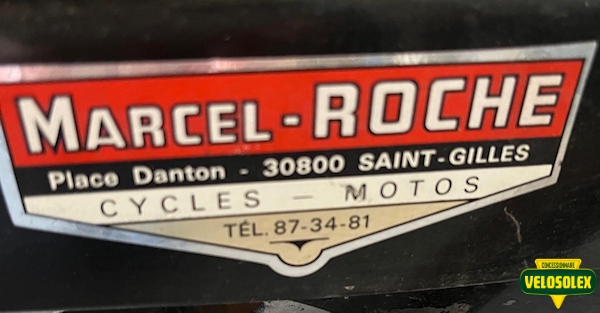 MARCEL-ROCHE
Place Danton - 30800 SAINT-GILLES
CYCLES - MOTOS
TÉL. 87-34-81
CONCESSIONNAIRE
VELOSOLEX